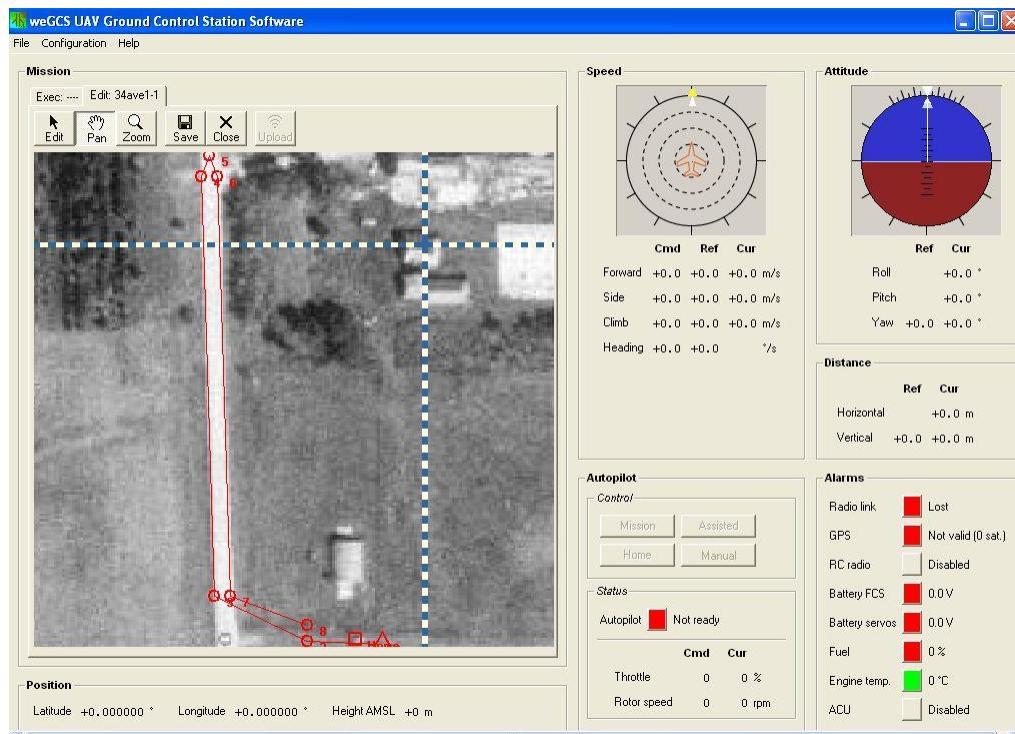 weGCS UAV Ground Control Station Software
File Configuration Help
Mission
Exec: ---- Edit: 34ave1-1
Edit Pan Zoom Save Close Upload
5
4 6
3 7
8
2 Home
Position
Latitude +0.000000 ° Longitude +0.000000 ° Height AMSL +0 m
Speed
Cmd Ref Cur
Forward +0.0 +0.0 +0.0 m/s
Side +0.0 +0.0 +0.0 m/s
Climb +0.0 +0.0 +0.0 m/s
Heading +0.0 +0.0 °/s
Attitude
Ref Cur
Roll +0.0 °
Pitch +0.0 °
Yaw +0.0 +0.0 °
Distance
Ref Cur
Horizontal +0.0 m
Vertical +0.0 +0.0 m
Autopilot
Control
Mission Assisted
Home Manual
Status
Autopilot Not ready
Cmd Cur
Throttle 0 0 %
Rotor speed 0 0 rpm
Alarms
Radio link Lost
GPS Not valid (0 sat.)
RC radio Disabled
Battery FCS 0.0 V
Battery servos 0.0 V
Fuel 0 %
Engine temp. 0 °C
ACU Disabled